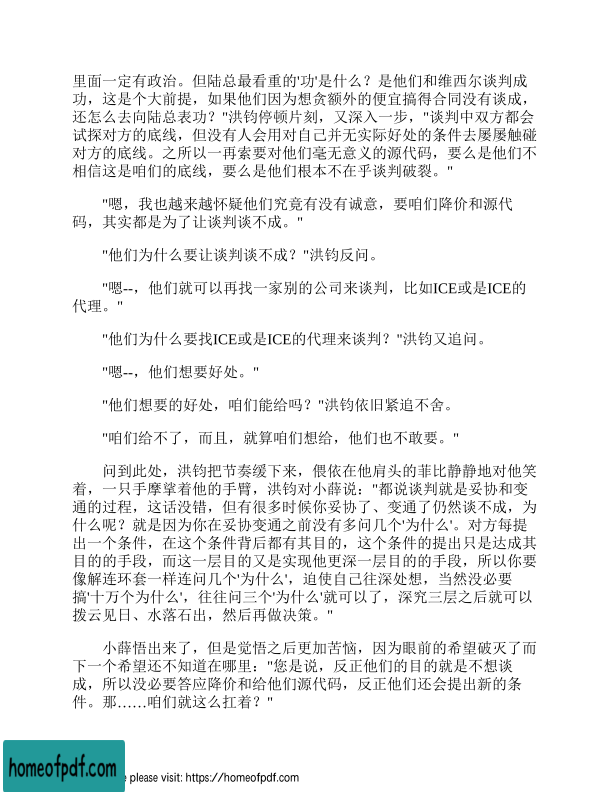 里面一定有政治。但陆总最看重的'功'是什么？是他们和维西尔谈判成
功，这是个大前提，如果他们因为想贪额外的便宜搞得合同没有谈成，
还怎么去向陆总表功？"洪钧停顿片刻，又深入一步，"谈判中双方都会
试探对方的底线，但没有人会用对自己并无实际好处的条件去屡屡触碰
对方的底线。之所以一再索要对他们毫无意义的源代码，要么是他们不
相信这是咱们的底线，要么是他们根本不在乎谈判破裂。"
"嗯，我也越来越怀疑他们究竟有没有诚意，要咱们降价和源代
码，其实都是为了让谈判谈不成。"
"他们为什么要让谈判谈不成？"洪钧反问。
"嗯--，他们就可以再找一家别的公司来谈判，比如ICE或是ICE的
代理。"
"他们为什么要找ICE或是ICE的代理来谈判？"洪钧又追问。
"嗯--，他们想要好处。"
"他们想要的好处，咱们能给吗？"洪钧依旧紧追不舍。
"咱们给不了，而且，就算咱们想给，他们也不敢要。"
问到此处，洪钧把节奏缓下来，偎依在他肩头的菲比静静地对他笑
着，一只手摩挲着他的手臂，洪钧对小薛说："都说谈判就是妥协和变
通的过程，这话没错，但有很多时候你妥协了、变通了仍然谈不成，为
什么呢？就是因为你在妥协变通之前没有多问几个'为什么'。对方每提
出一个条件，在这个条件背后都有其目的，这个条件的提出只是达成其
目的的手段，而这一层目的又是实现他更深一层目的的手段，所以你要
像解连环套一样连问几个'为什么'，迫使自己往深处想，当然没必要
搞'十万个为什么'，往往问三个'为什么'就可以了，深究三层之后就可以
拨云见日、水落石出，然后再做决策。"
小薛悟出来了，但是觉悟之后更加苦恼，因为眼前的希望破灭了而
下一个希望还不知道在哪里："您是说，反正他们的目的就是不想谈
成，所以没必要答应降价和给他们源代码，反正他们还会提出新的条
件。那……咱们就这么扛着？"
homeofpdf.com
e please visit: https://homeofpdf.com